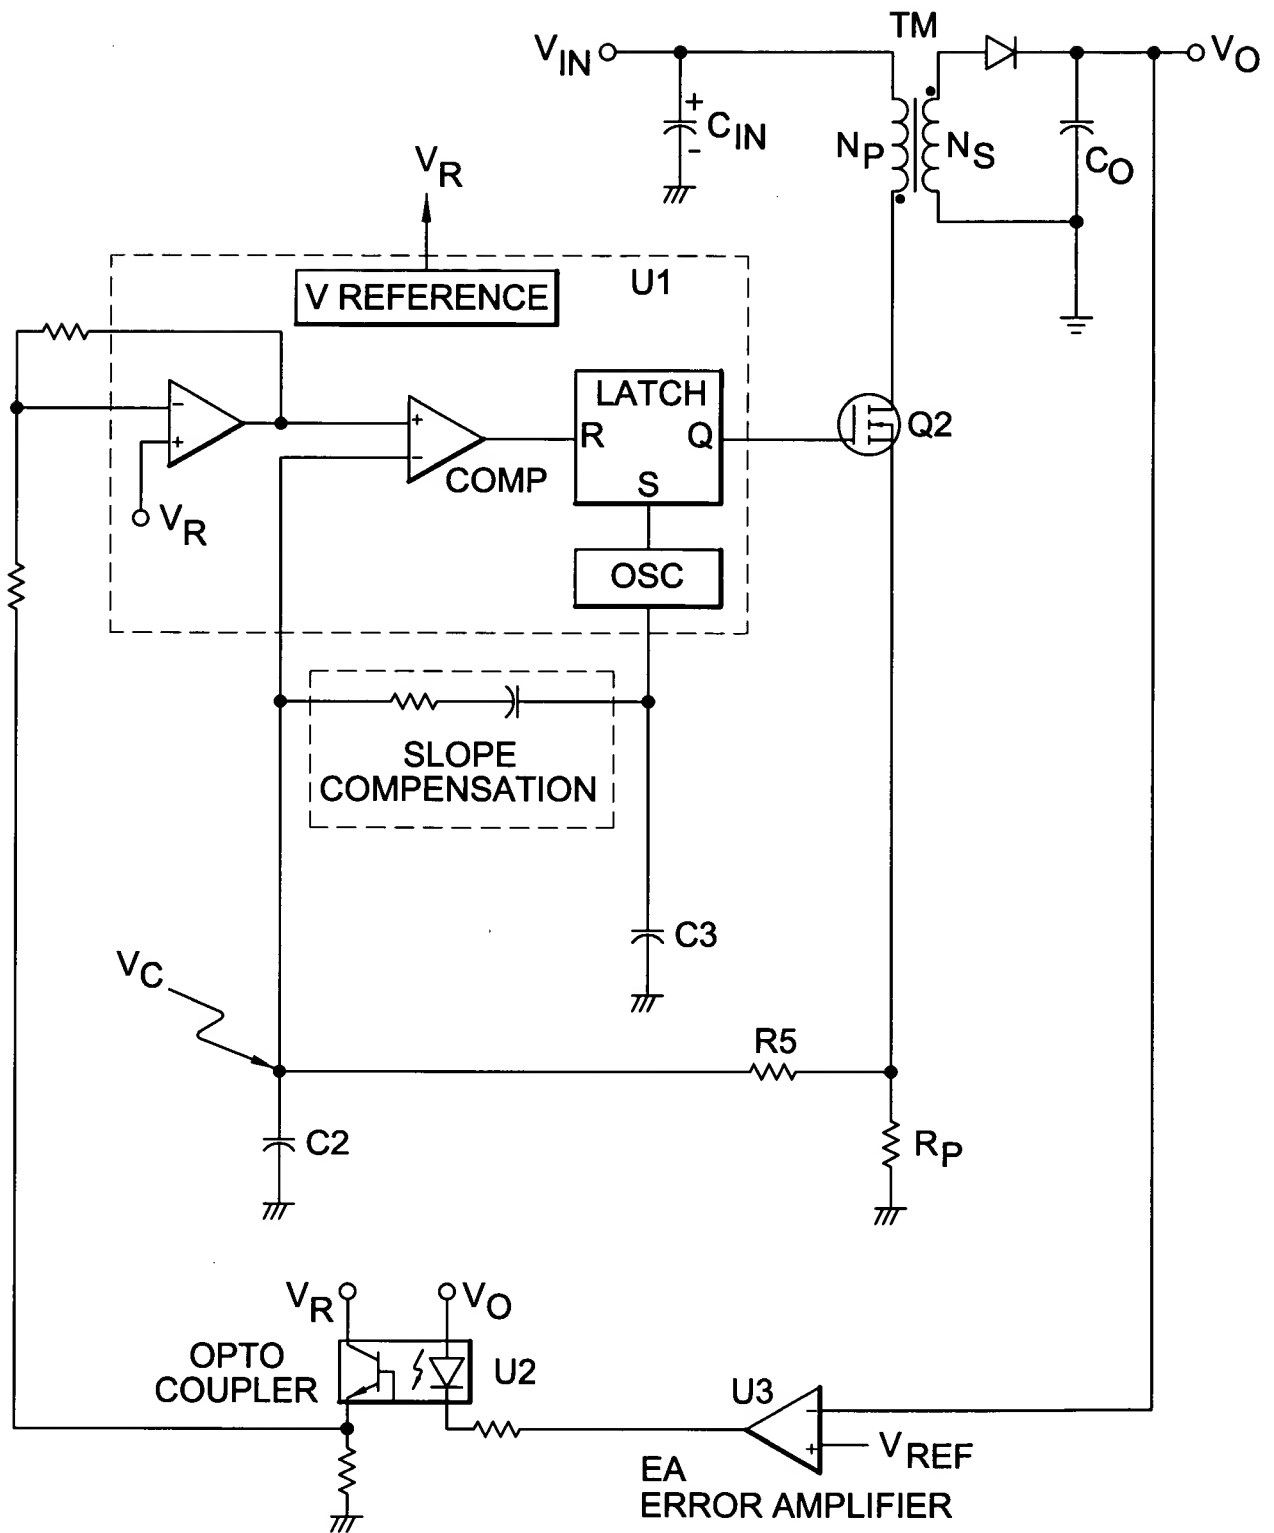 TM
VIN
VO
+
CIN
-
NP
NS
CO
VR
U1
V REFERENCE
-
+
VR
+
-
COMP
LATCH
R
Q
S
Q2
OSC
SLOPE
COMPENSATION
C3
VC
R5
C2
RP
VR
VO
OPTO
COUPLER
U2
U3
-
+
VREF
EA
ERROR AMPLIFIER